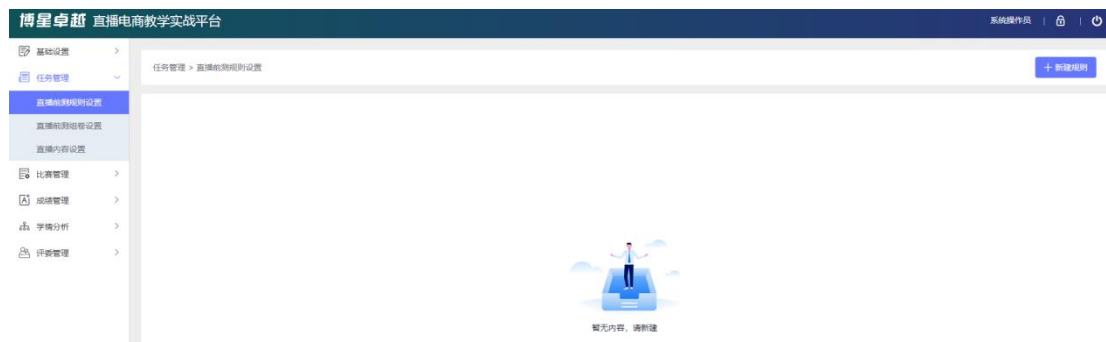 博星卓越 直播电商教学实战平台
系统操作员
基础设置
任务管理
直播前测规则设置
直播前测组卷设置
直播内容设置
比赛管理
成绩管理
学情分析
评委管理
任务管理 > 直播前测规则设置
新建规则
暂无内容，请新建